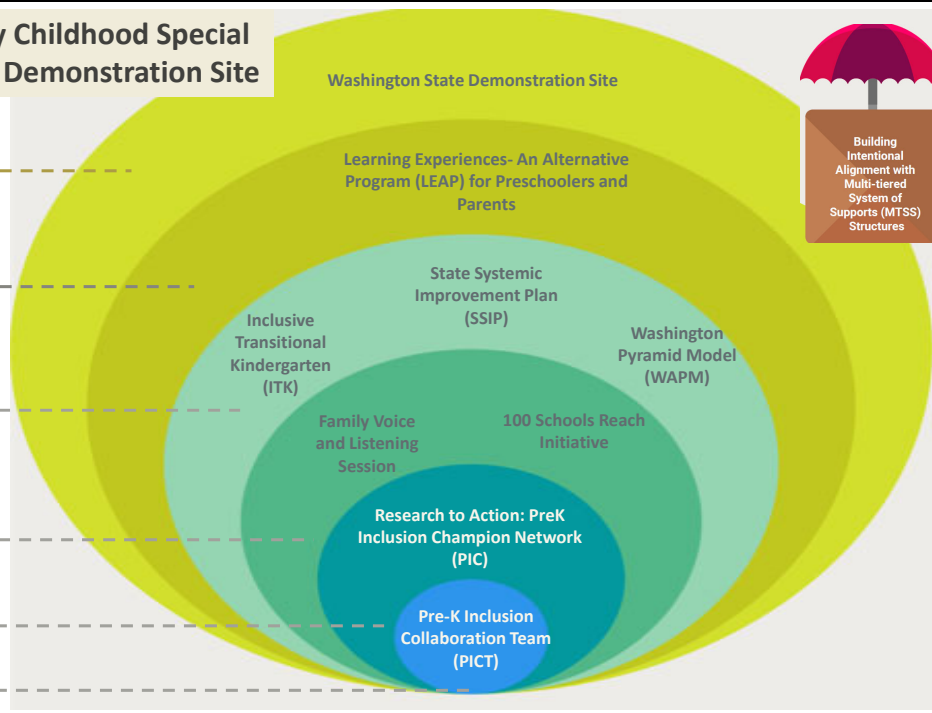 y Childhood Special
Demonstration Site
Washington State Demonstration Site
Learning Experiences- An Alternative
Program (LEAP) for Preschoolers and
Parents
State Systemic
Improvement Plan
(SSIP)
Inclusive
Transitional
Kindergarten
(ITK)
Washington
Pyramid Model
(WAPM)
Family Voice
and Listening
Session
100 Schools Reach
Initiative
Research to Action: PreK
Inclusion Champion Network
(PIC)
Pre-K Inclusion
Collaboration Team
(PICT)
Building
Intentional
Alignment with
Multi-tiered
System of
Supports (MTSS)
Structures